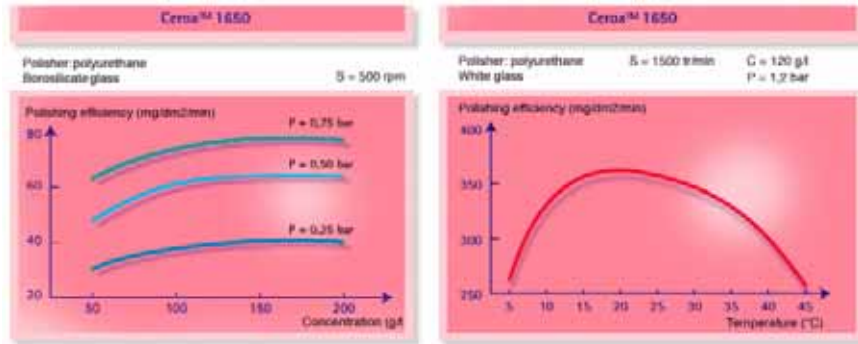 Cerox™ 1650
Polisher: polyurethane
Borosilicate glass
S = 500 rpm
Polishing efficiency (mg/dm2/min)
80
60
40
20
P = 0,75 bar
P = 0,50 bar
P = 0,25 bar
50
100
150
200
Concentration (g/l
Cerox™ 1650
Polisher: polyurethane
White glass
S = 1500 tr/min
C = 120 g/l
P = 1,2 bar
Polishing efficiency (mg/dm2/min)
400
350
300
250
5
10
15
20
25
30
35
40
45
Temperature (°C)